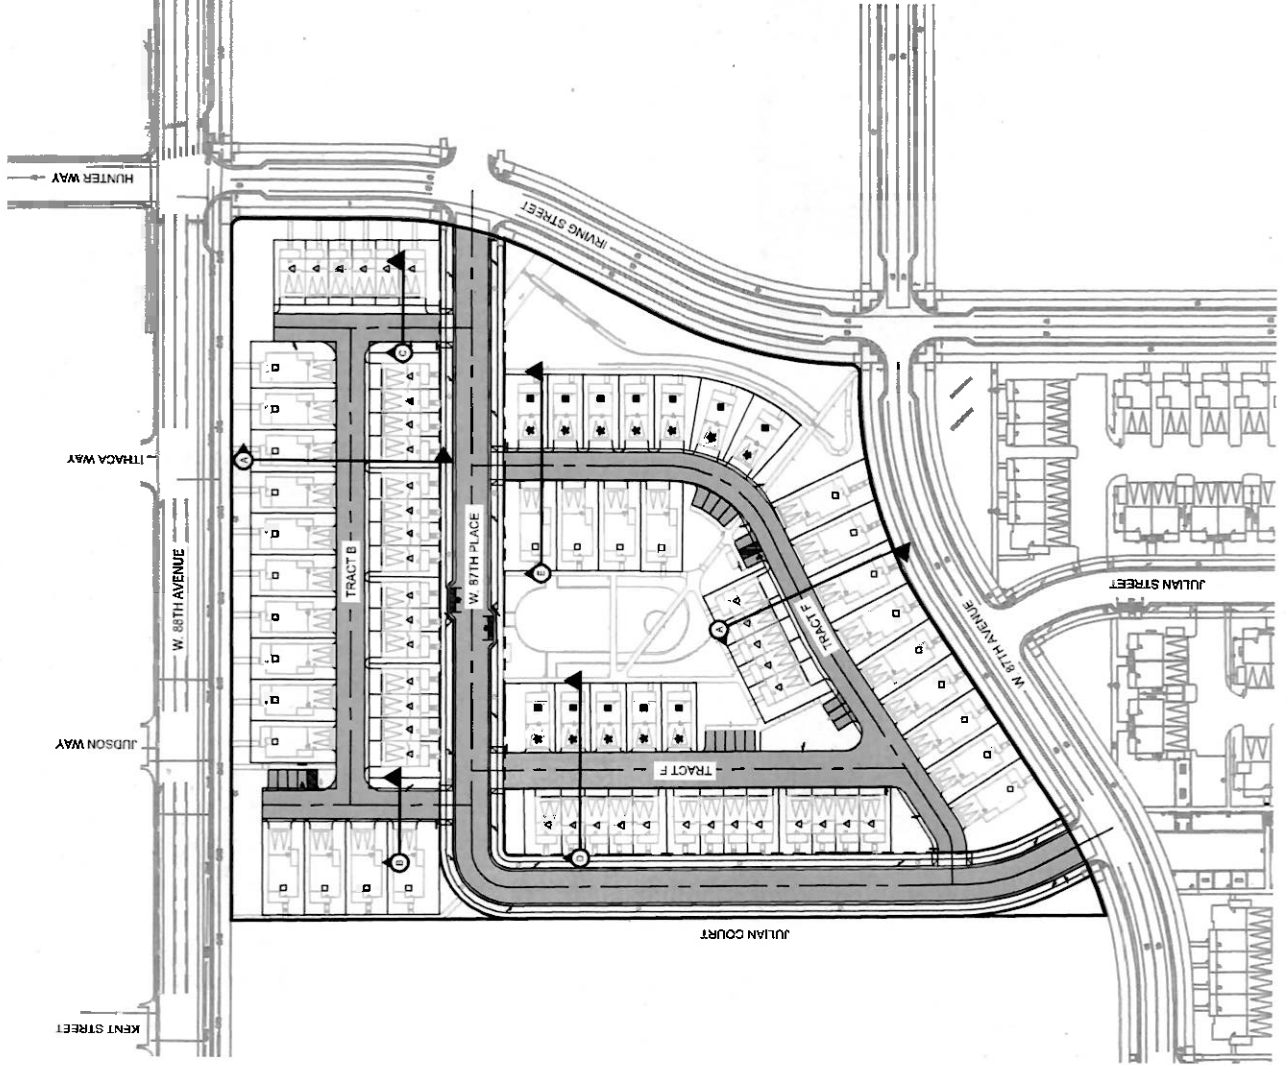 HUNTER WAY
IRVING STREET
ITHACA WAY
W. 88TH AVENUE
TRACT B
W. 87TH PLACE
C
A
E
A
TRACT F
W 87TH AVENUE
JULIAN STREET
JUDSON WAY
TRACT F
B
D
JULIAN COURT
KENT STREET